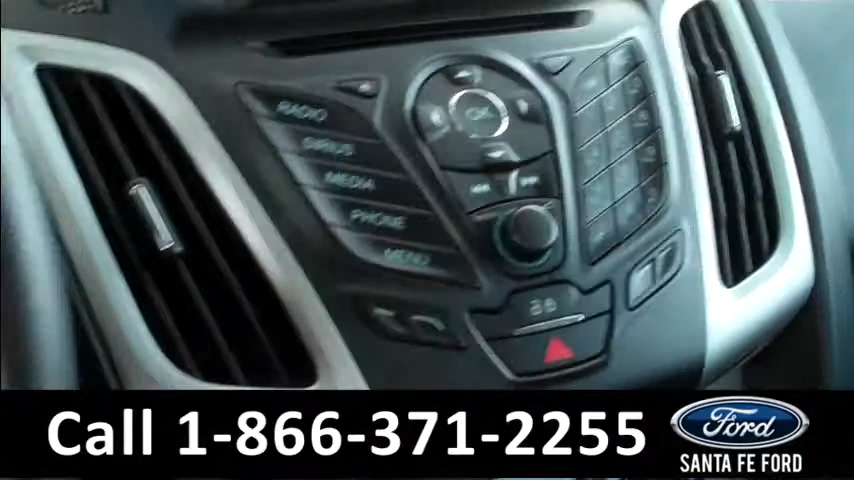 RADIO
SIRIUS
MEDIA
PHONE
MENU
OK
Call 1-866-371-2255
Ford
SANTA FE FORD